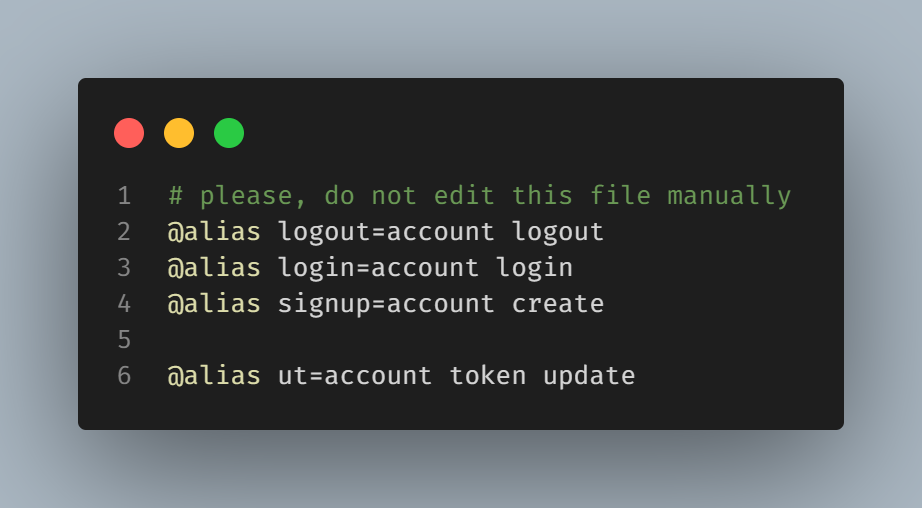 1 # please, do not edit this file manually
2 @alias logout=account logout
3 @alias login=account login
4 @alias signup=account create
5
6 @alias ut=account token update